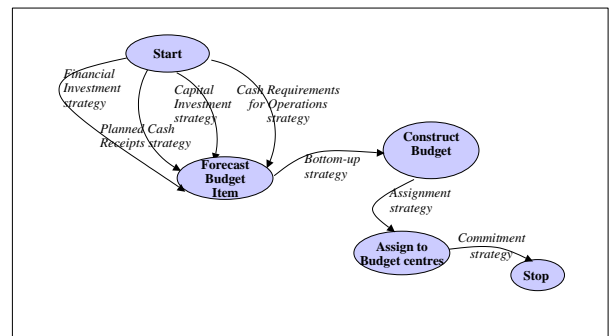 Start
Financial
Investment
strategy
Capital
Investment
strategy
Cash Requirements
for Operations
strategy
Planned Cash
Receipts strategy
Forecast
Budget
Item
Bottom-up
strategy
Construct
Budget
Assignment
strategy
Assign to
Budget centres
Commitment
strategy
Stop